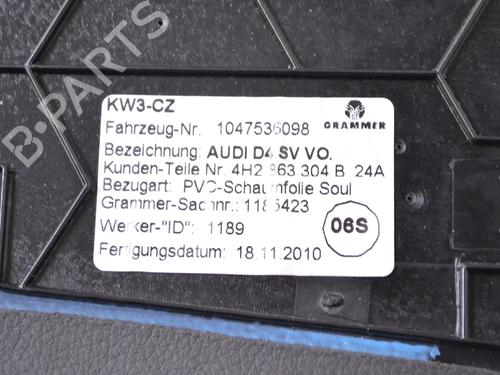 B-PARTS
KW3-CZ
GRAMMER
Fahrzeug-Nr. 1047536098
Bezeichnung: AUDI D4 SV VO.
Kunden-Teile Nr. 4H2 863 304 B 24A
Bezugart: PVC-Schaumfolie Soul
Grammer-Sachnr.: 1185423
Werker-"ID": 1189
06S
Fertigungsdatum: 18.11.2010